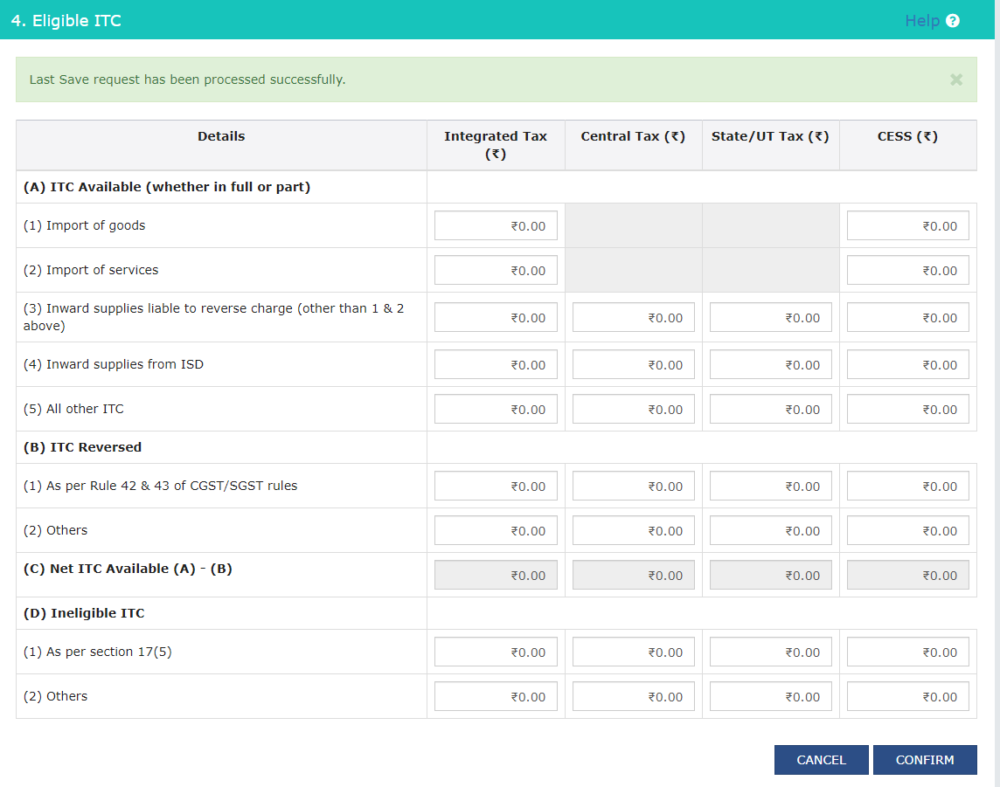 4. Eligible ITC Help ?
Last Save request has been processed successfully. ✖
Details Integrated Tax (₹) Central Tax (₹) State/UT Tax (₹) CESS (₹)
(A) ITC Available (whether in full or part)
(1) Import of goods ₹0.00 ₹0.00
(2) Import of services ₹0.00 ₹0.00
(3) Inward supplies liable to reverse charge (other than 1 & 2 above) ₹0.00 ₹0.00 ₹0.00 ₹0.00
(4) Inward supplies from ISD ₹0.00 ₹0.00 ₹0.00 ₹0.00
(5) All other ITC ₹0.00 ₹0.00 ₹0.00 ₹0.00
(B) ITC Reversed
(1) As per Rule 42 & 43 of CGST/SGST rules ₹0.00 ₹0.00 ₹0.00 ₹0.00
(2) Others ₹0.00 ₹0.00 ₹0.00 ₹0.00
(C) Net ITC Available (A) - (B) ₹0.00 ₹0.00 ₹0.00 ₹0.00
(D) Ineligible ITC
(1) As per section 17(5) ₹0.00 ₹0.00 ₹0.00 ₹0.00
(2) Others ₹0.00 ₹0.00 ₹0.00 ₹0.00
CANCEL CONFIRM